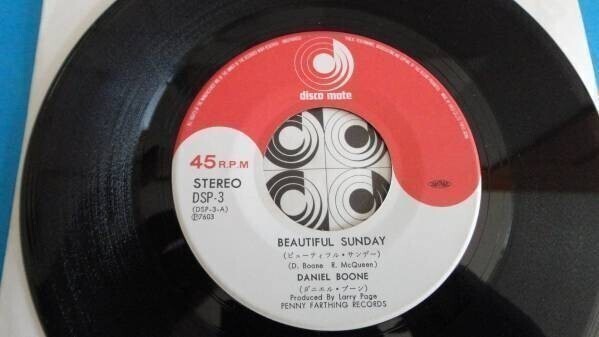 disco mate
45 R.P.M
STEREO
DSP-3
(DSP-3-A)
Ⓟ7603
BEAUTIFUL SUNDAY
(ビューティフル・サンデー)
(D. Boone R. McQueen)
DANIEL BOONE
(ダニエル・ブーン)
Produced By Larry Page
PENNY FARTHING RECORDS